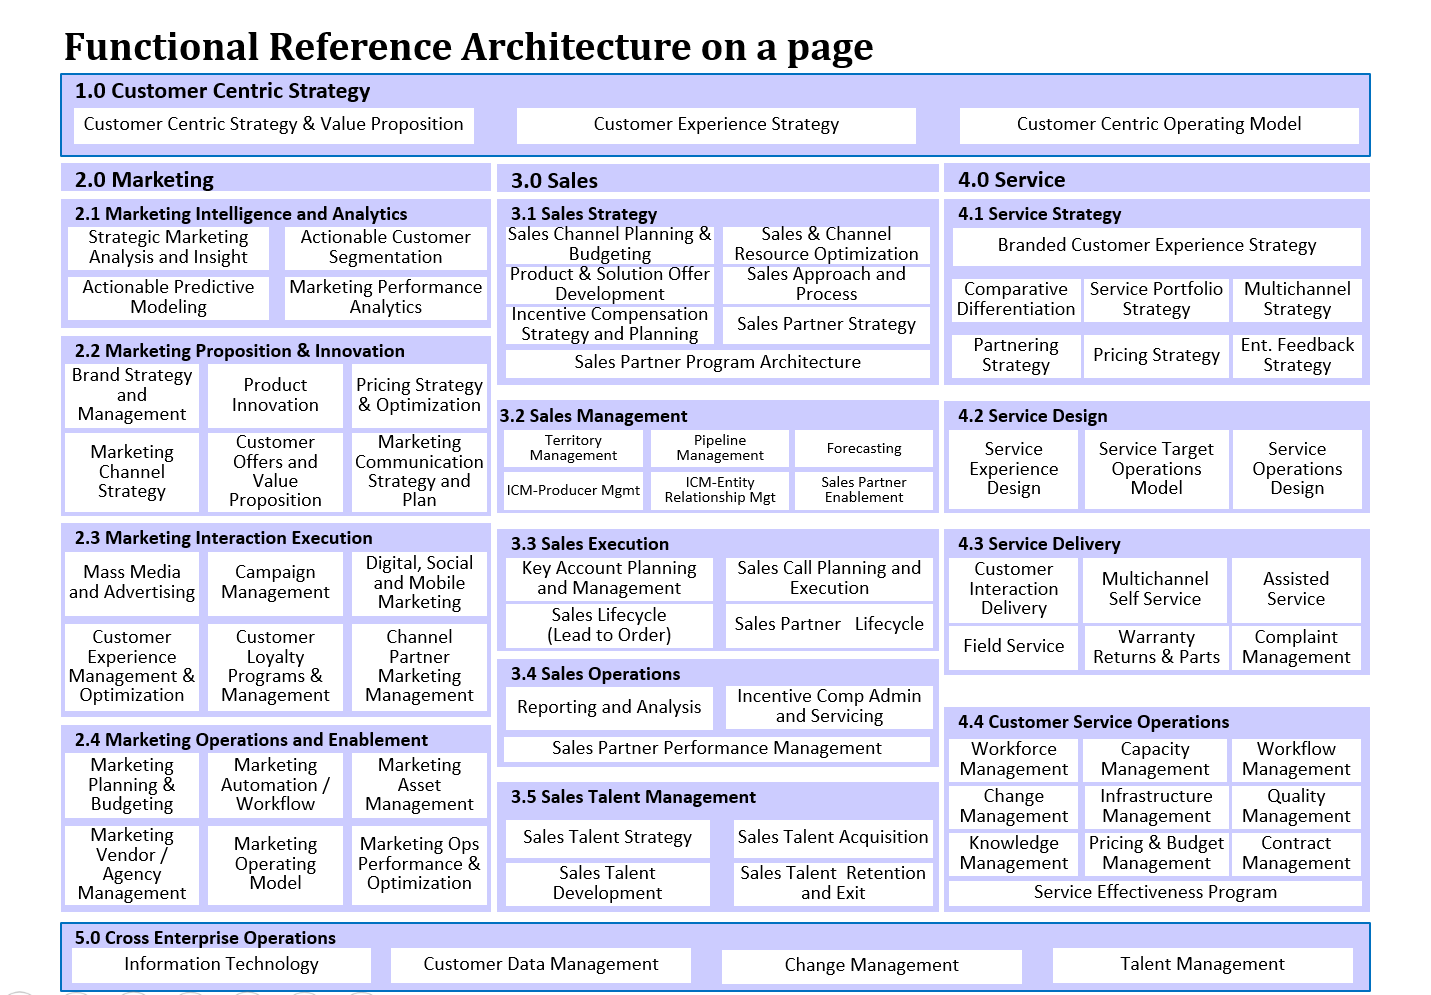 Functional Reference Architecture on a page
1.0 Customer Centric Strategy
Customer Centric Strategy & Value Proposition
Customer Experience Strategy
Customer Centric Operating Model
2.0 Marketing
2.1 Marketing Intelligence and Analytics
Strategic Marketing
Analysis and Insight
Actionable Customer
Segmentation
Actionable Predictive
Modeling
Marketing Performance
Analytics
2.2 Marketing Proposition & Innovation
Brand Strategy
and
Management
Product
Innovation
Pricing Strategy
& Optimization
Marketing
Channel
Strategy
Customer
Offers and
Value
Proposition
Marketing
Communication
Strategy and
Plan
2.3 Marketing Interaction Execution
Mass Media
and Advertising
Campaign
Management
Digital, Social
and Mobile
Marketing
Customer
Experience
Management &
Optimization
Customer
Loyalty
Programs &
Management
Channel
Partner
Marketing
Management
2.4 Marketing Operations and Enablement
Marketing
Planning &
Budgeting
Marketing
Automation /
Workflow
Marketing
Asset
Management
Marketing
Vendor /
Agency
Management
Marketing
Operating
Model
Marketing Ops
Performance &
Optimization
3.0 Sales
3.1 Sales Strategy
Sales Channel Planning &
Budgeting
Sales & Channel
Resource Optimization
Product & Solution Offer
Development
Sales Approach and
Process
Incentive Compensation
Strategy and Planning
Sales Partner Strategy
Sales Partner Program Architecture
3.2 Sales Management
Territory
Management
Pipeline
Management
Forecasting
ICM-Producer Mgmt
ICM-Entity
Relationship Mgt
Sales Partner
Enablement
3.3 Sales Execution
Key Account Planning
and Management
Sales Call Planning and
Execution
Sales Lifecycle
(Lead to Order)
Sales Partner Lifecycle
3.4 Sales Operations
Reporting and Analysis
Incentive Comp Admin
and Servicing
Sales Partner Performance Management
3.5 Sales Talent Management
Sales Talent Strategy
Sales Talent Acquisition
Sales Talent
Development
Sales Talent Retention
and Exit
4.0 Service
4.1 Service Strategy
Branded Customer Experience Strategy
Comparative
Differentiation
Service Portfolio
Strategy
Multichannel
Strategy
Partnering
Strategy
Pricing Strategy
Ent. Feedback
Strategy
4.2 Service Design
Service
Experience
Design
Service Target
Operations
Model
Service
Operations
Design
4.3 Service Delivery
Customer
Interaction
Delivery
Multichannel
Self Service
Assisted
Service
Field Service
Warranty
Returns & Parts
Complaint
Management
4.4 Customer Service Operations
Workforce
Management
Capacity
Management
Workflow
Management
Change
Management
Infrastructure
Management
Quality
Management
Knowledge
Management
Pricing & Budget
Management
Contract
Management
Service Effectiveness Program
5.0 Cross Enterprise Operations
Information Technology
Customer Data Management
Change Management
Talent Management